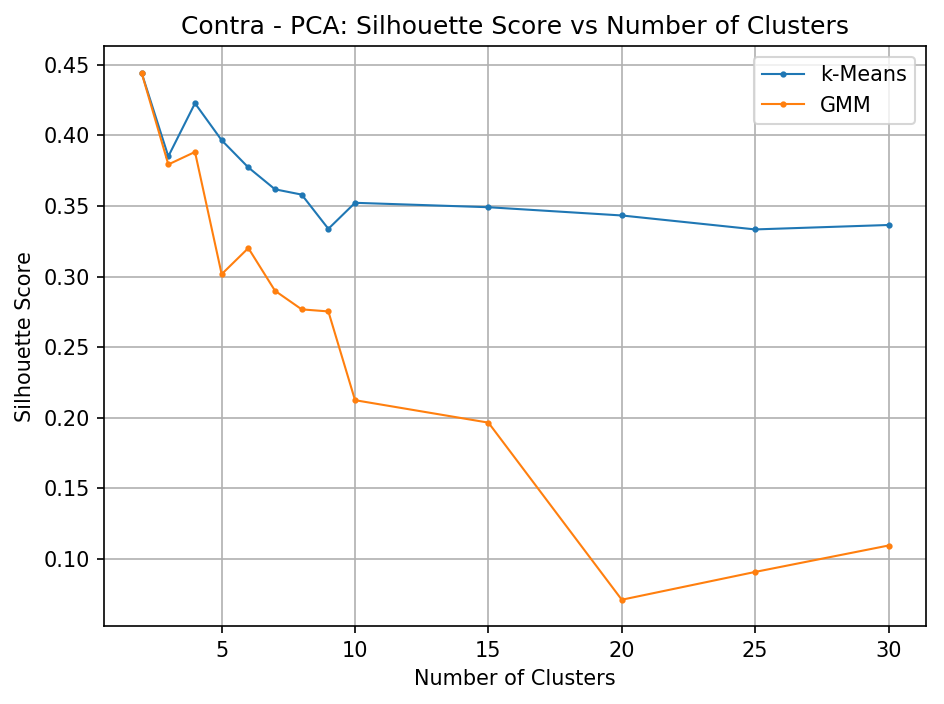 Contra - PCA: Silhouette Score vs Number of Clusters
k-Means
GMM
Silhouette Score
0.45
0.40
0.35
0.30
0.25
0.20
0.15
0.10
5 10 15 20 25 30
Number of Clusters